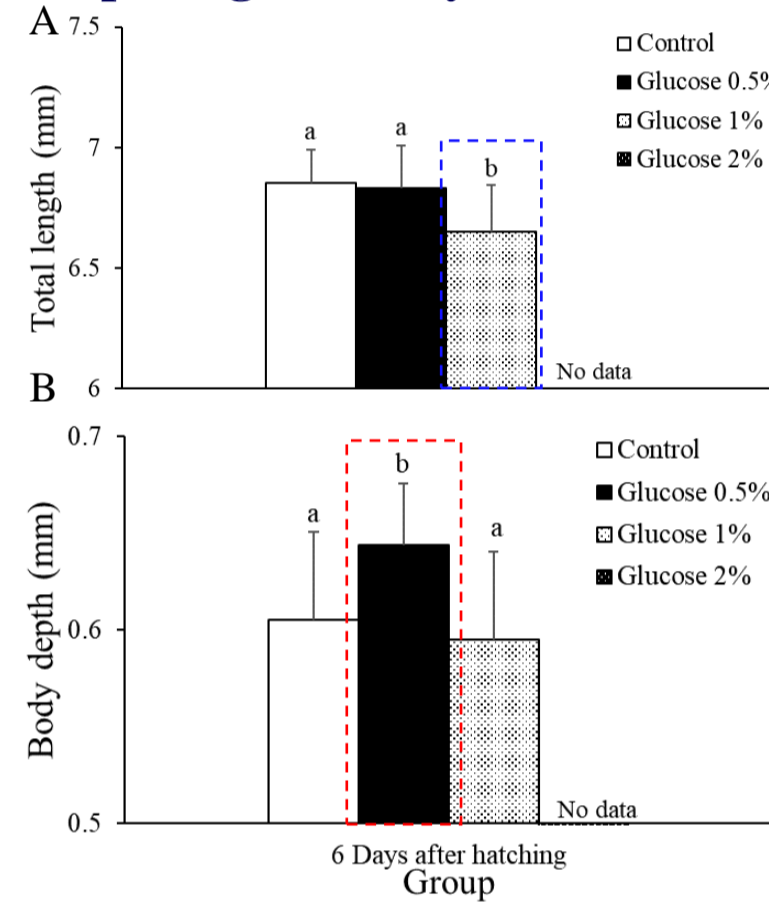 A
7.5
7
6.5
6
Total length (mm)
Control
Glucose 0.5%
Glucose 1%
Glucose 2%
a
a
b
No data
B
0.7
0.6
0.5
Body depth (mm)
Control
Glucose 0.5%
Glucose 1%
Glucose 2%
a
b
a
No data
6 Days after hatching
Group